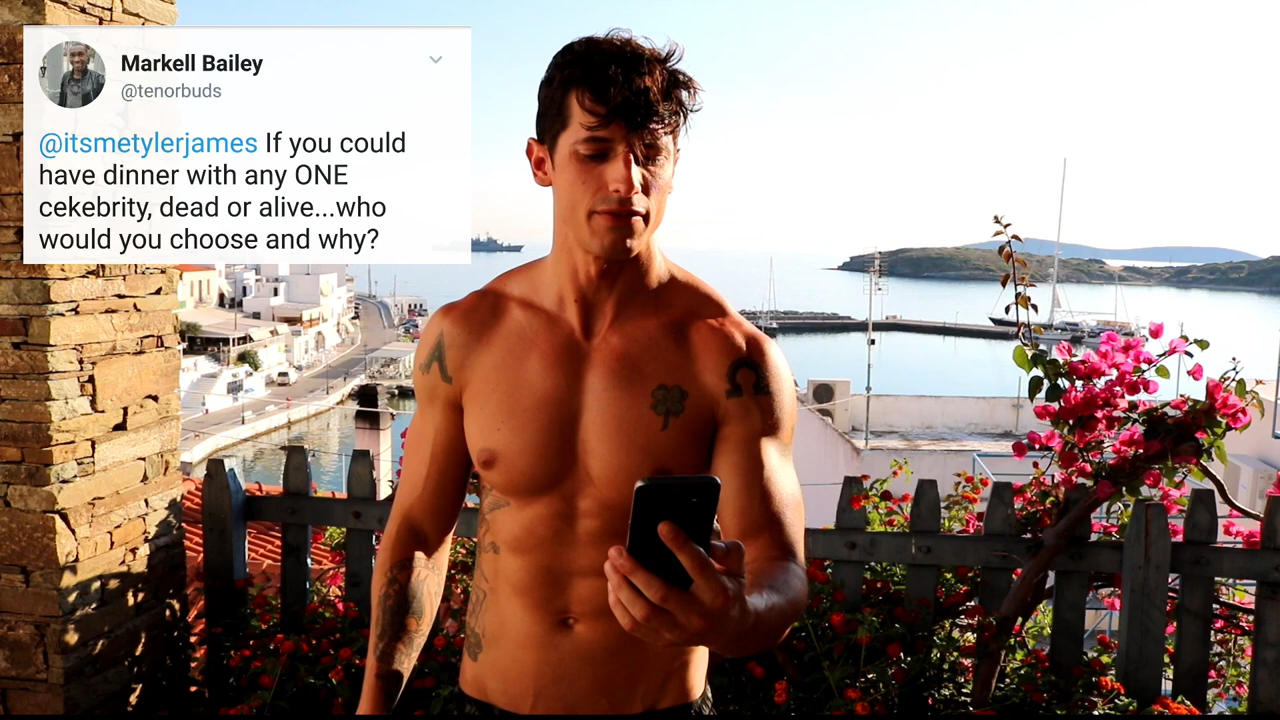 Markell Bailey
@tenorbuds
@itsmetylerjames If you could
have dinner with any ONE
cekebrity, dead or alive...who
would you choose and why?